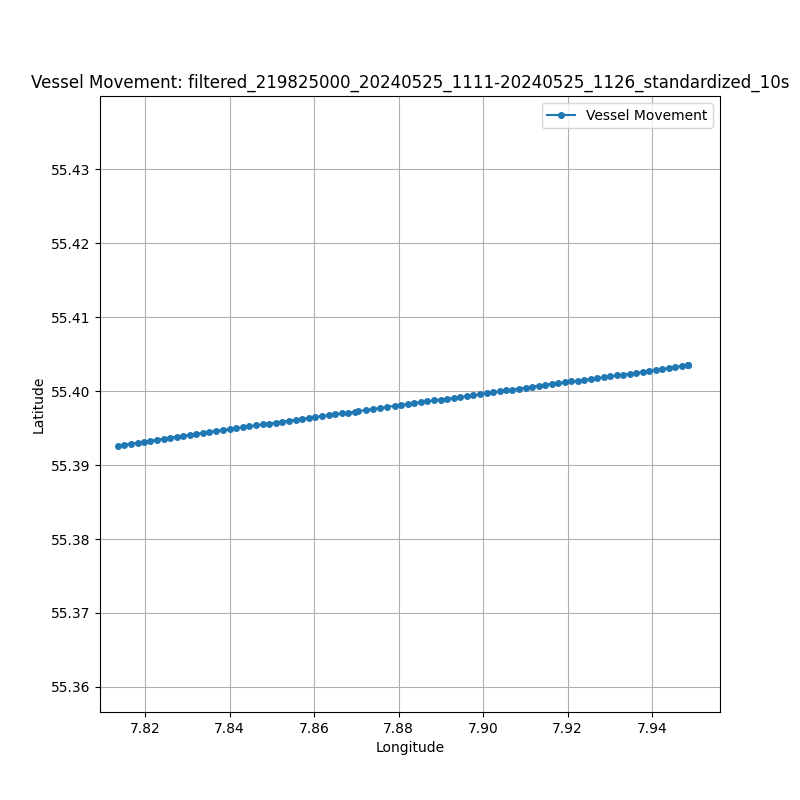 Vessel Movement: filtered_219825000_20240525_1111-20240525_1126_standardized_10s
Vessel Movement
55.43
55.42
55.41
55.40
55.39
55.38
55.37
55.36
Latitude
7.82 7.84 7.86 7.88 7.90 7.92 7.94
Longitude